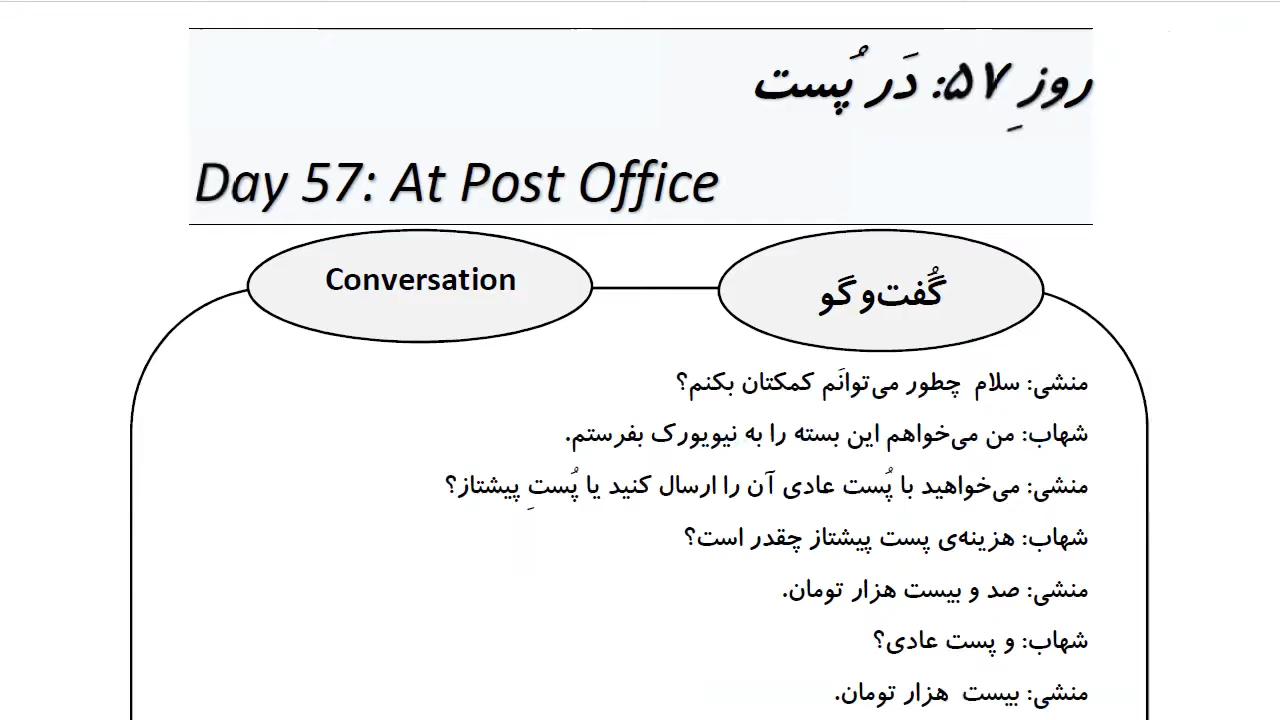 روزِ ۵۷: دَر پُست
Day 57: At Post Office
Conversation
گُفت‌و‌گو
منشی: سلام چطور می‌توانَم کمکتان بکنم؟
شهاب: من می‌خواهم این بسته را به نیویورک بفرستم.
منشی: می‌خواهید با پُست عادی آن را ارسال کنید یا پُستِ پیشتاز؟
شهاب: هزینه‌ی پست پیشتاز چقدر است؟
منشی: صد و بیست هزار تومان.
شهاب: و پست عادی؟
منشی: بیست هزار تومان.